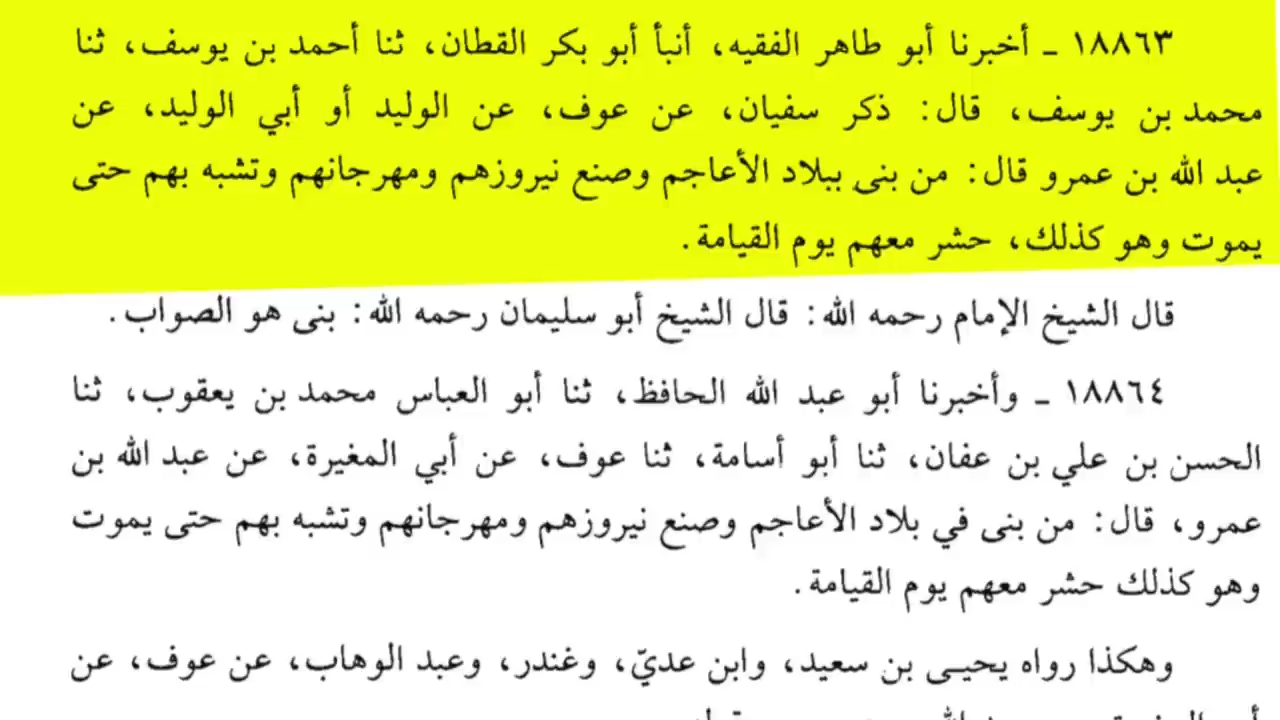 ١٨٨٦٣ ـ أخبرنا أبو طاهر الفقيه، أنبأ أبو بكر القطان، ثنا أحمد بن يوسف، ثنا
محمد بن يوسف، قال: ذكر سفيان، عن عوف، عن الوليد أو أبي الوليد، عن
عبد الله بن عمرو قال: من بنى ببلاد الأعاجم وصنع نيروزهم ومهرجانهم وتشبه بهم حتى
يموت وهو كذلك، حشر معهم يوم القيامة.
قال الشيخ الإمام رحمه الله: قال الشيخ أبو سليمان رحمه الله: بنى هو الصواب.
١٨٨٦٤ ـ وأخبرنا أبو عبد الله الحافظ، ثنا أبو العباس محمد بن يعقوب، ثنا
الحسن بن علي بن عفان، ثنا أبو أسامة، ثنا عوف، عن أبي المغيرة، عن عبد الله بن
عمرو، قال: من بنى في بلاد الأعاجم وصنع نيروزهم ومهرجانهم وتشبه بهم حتى يموت
وهو كذلك حشر معهم يوم القيامة.
وهكذا رواه يحيـى بن سعيد، وابن عديّ، وغندر، وعبد الوهاب، عن عوف، عن